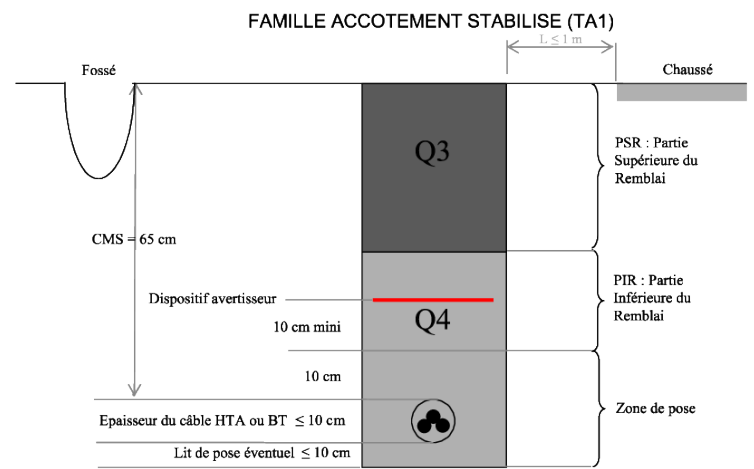 FAMILLE ACCOTEMENT STABILISE (TA1)
L ≤ 1 m
Fossé
Chaussé
Q3
PSR : Partie
Supérieure du
Remblai
CMS = 65 cm
PIR : Partie
Inférieure du
Remblai
Dispositif avertisseur
Q4
10 cm mini
10 cm
Zone de pose
Epaisseur du câble HTA ou BT ≤ 10 cm
Lit de pose éventuel ≤ 10 cm